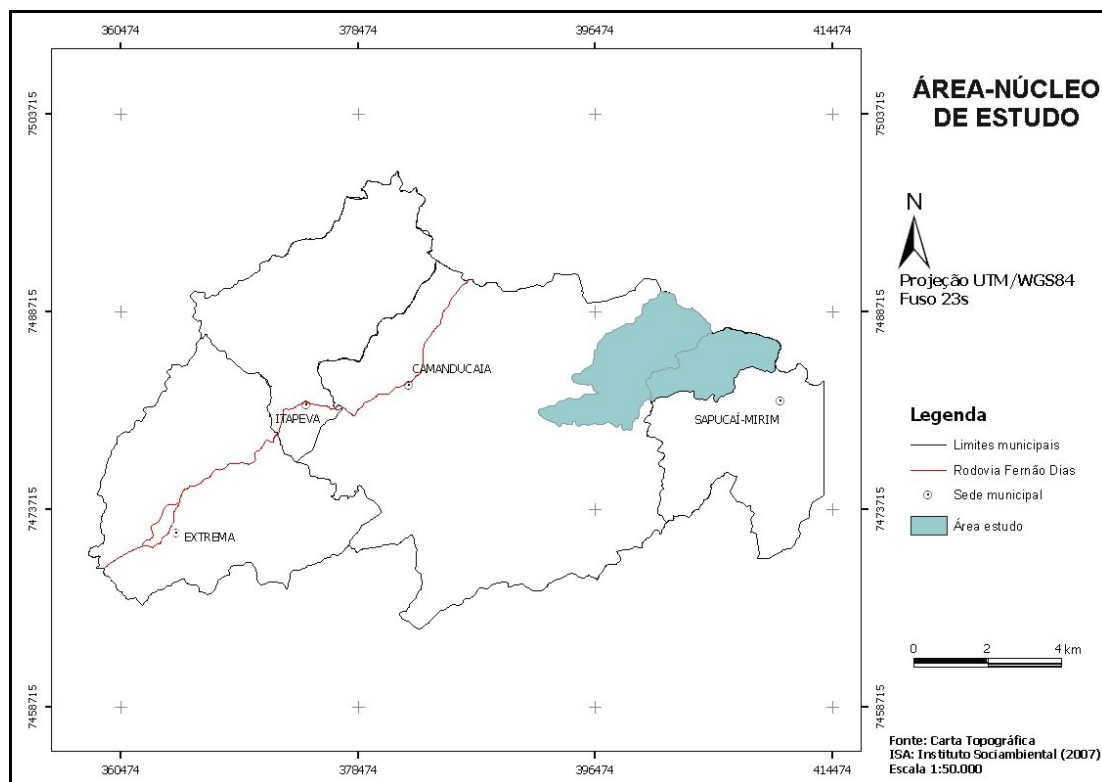 360474
378474
396474
414474
7503715
7503715
ÁREA-NÚCLEO
DE ESTUDO
N
Projeção UTM/WGS84
Fuso 23s
7488715
7488715
CAMANDUCAIA
ITAPEVA
SAPUCAÍ-MIRIM
Legenda
Limites municipais
Rodovia Fernão Dias
Sede municipal
Área estudo
7473715
7473715
EXTREMA
0 2 4 km
7458715
7458715
Fonte: Carta Topográfica
ISA: Instituto Sociambiental (2007)
Escala 1:50.000
360474
378474
396474
414474